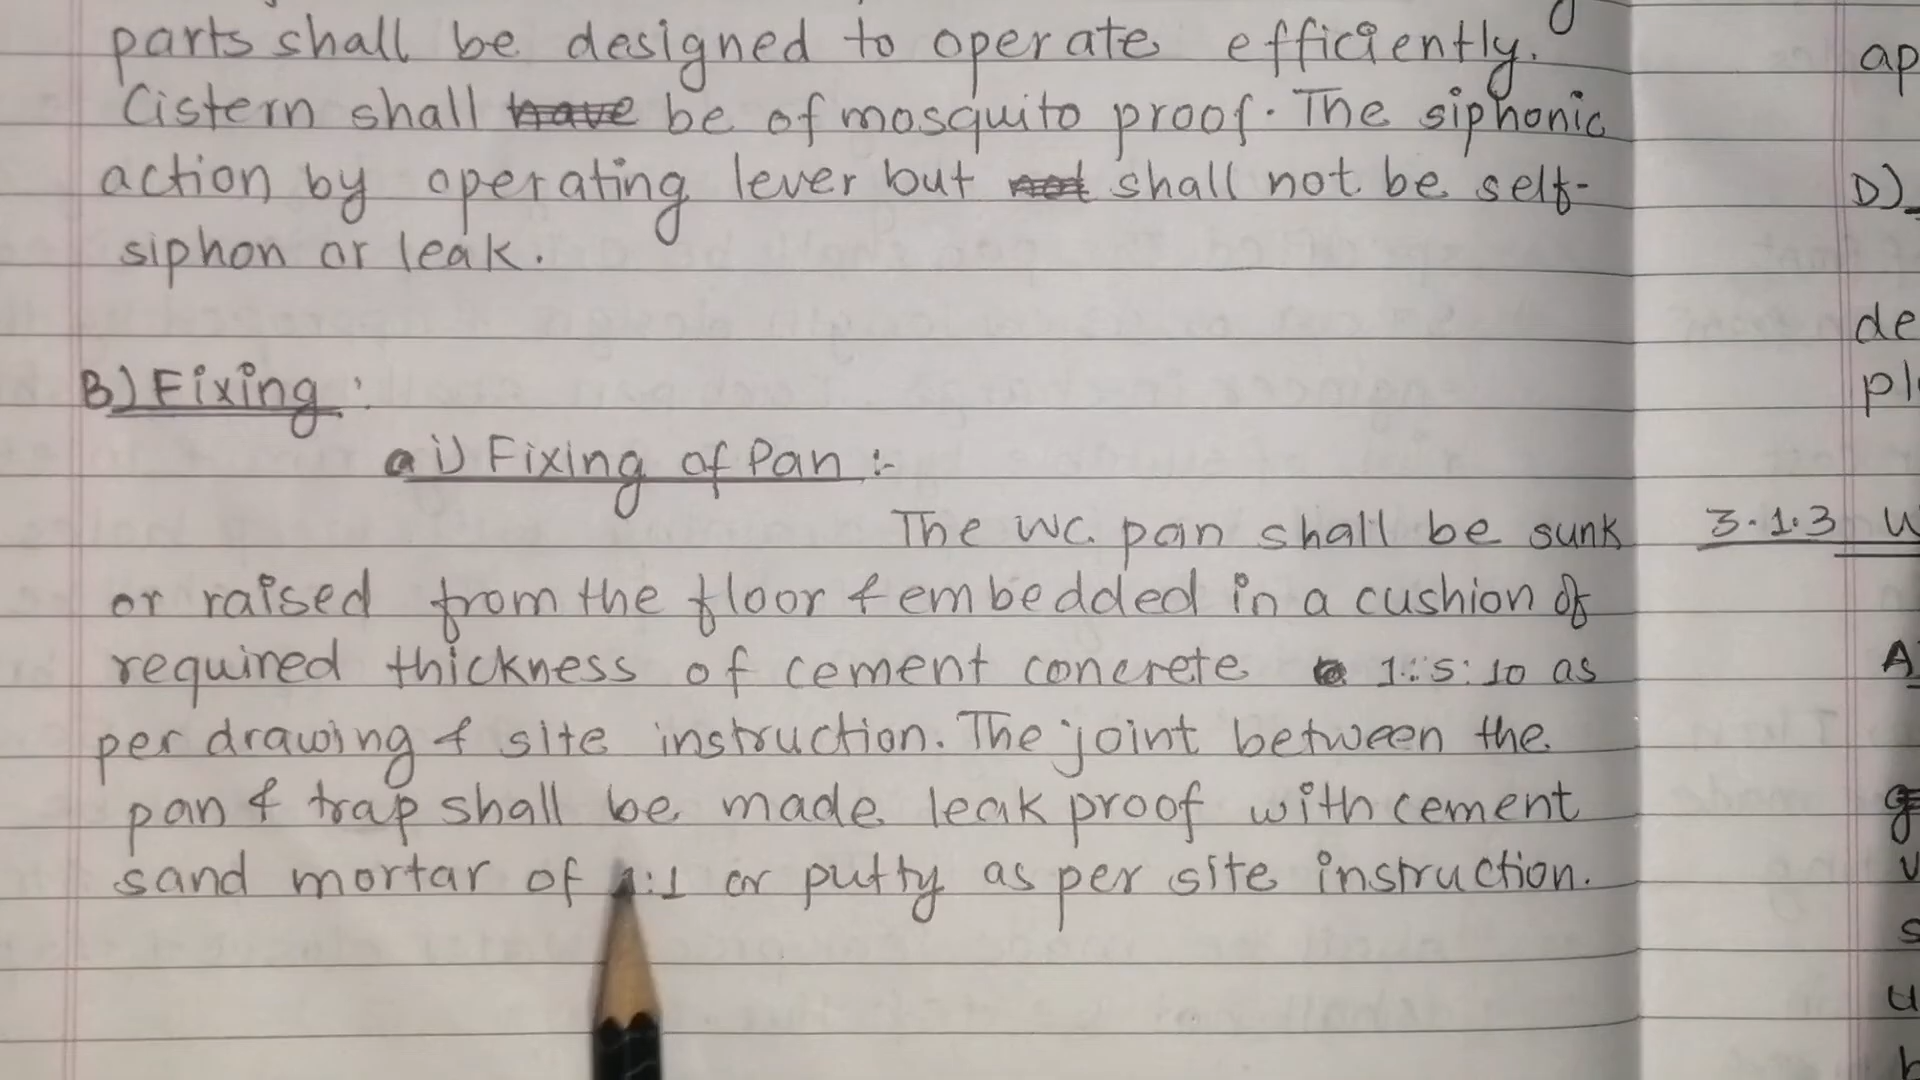 parts shall be designed to operate efficiently.
Cistern shall have be of mosquito proof. The siphonic
action by operating lever but not shall not be self-
siphon or leak.
B) Fixing :
a i) Fixing of Pan :-
The WC. pan shall be sunk
or raised from the floor & embedded in a cushion of
required thickness of cement concrete 1:5:10 as
per drawing & site instruction. The joint between the
pan & trap shall be made leak proof with cement
sand mortar of 1:1 or putty as per site instruction.
ap
D)
de
3.1.3
A